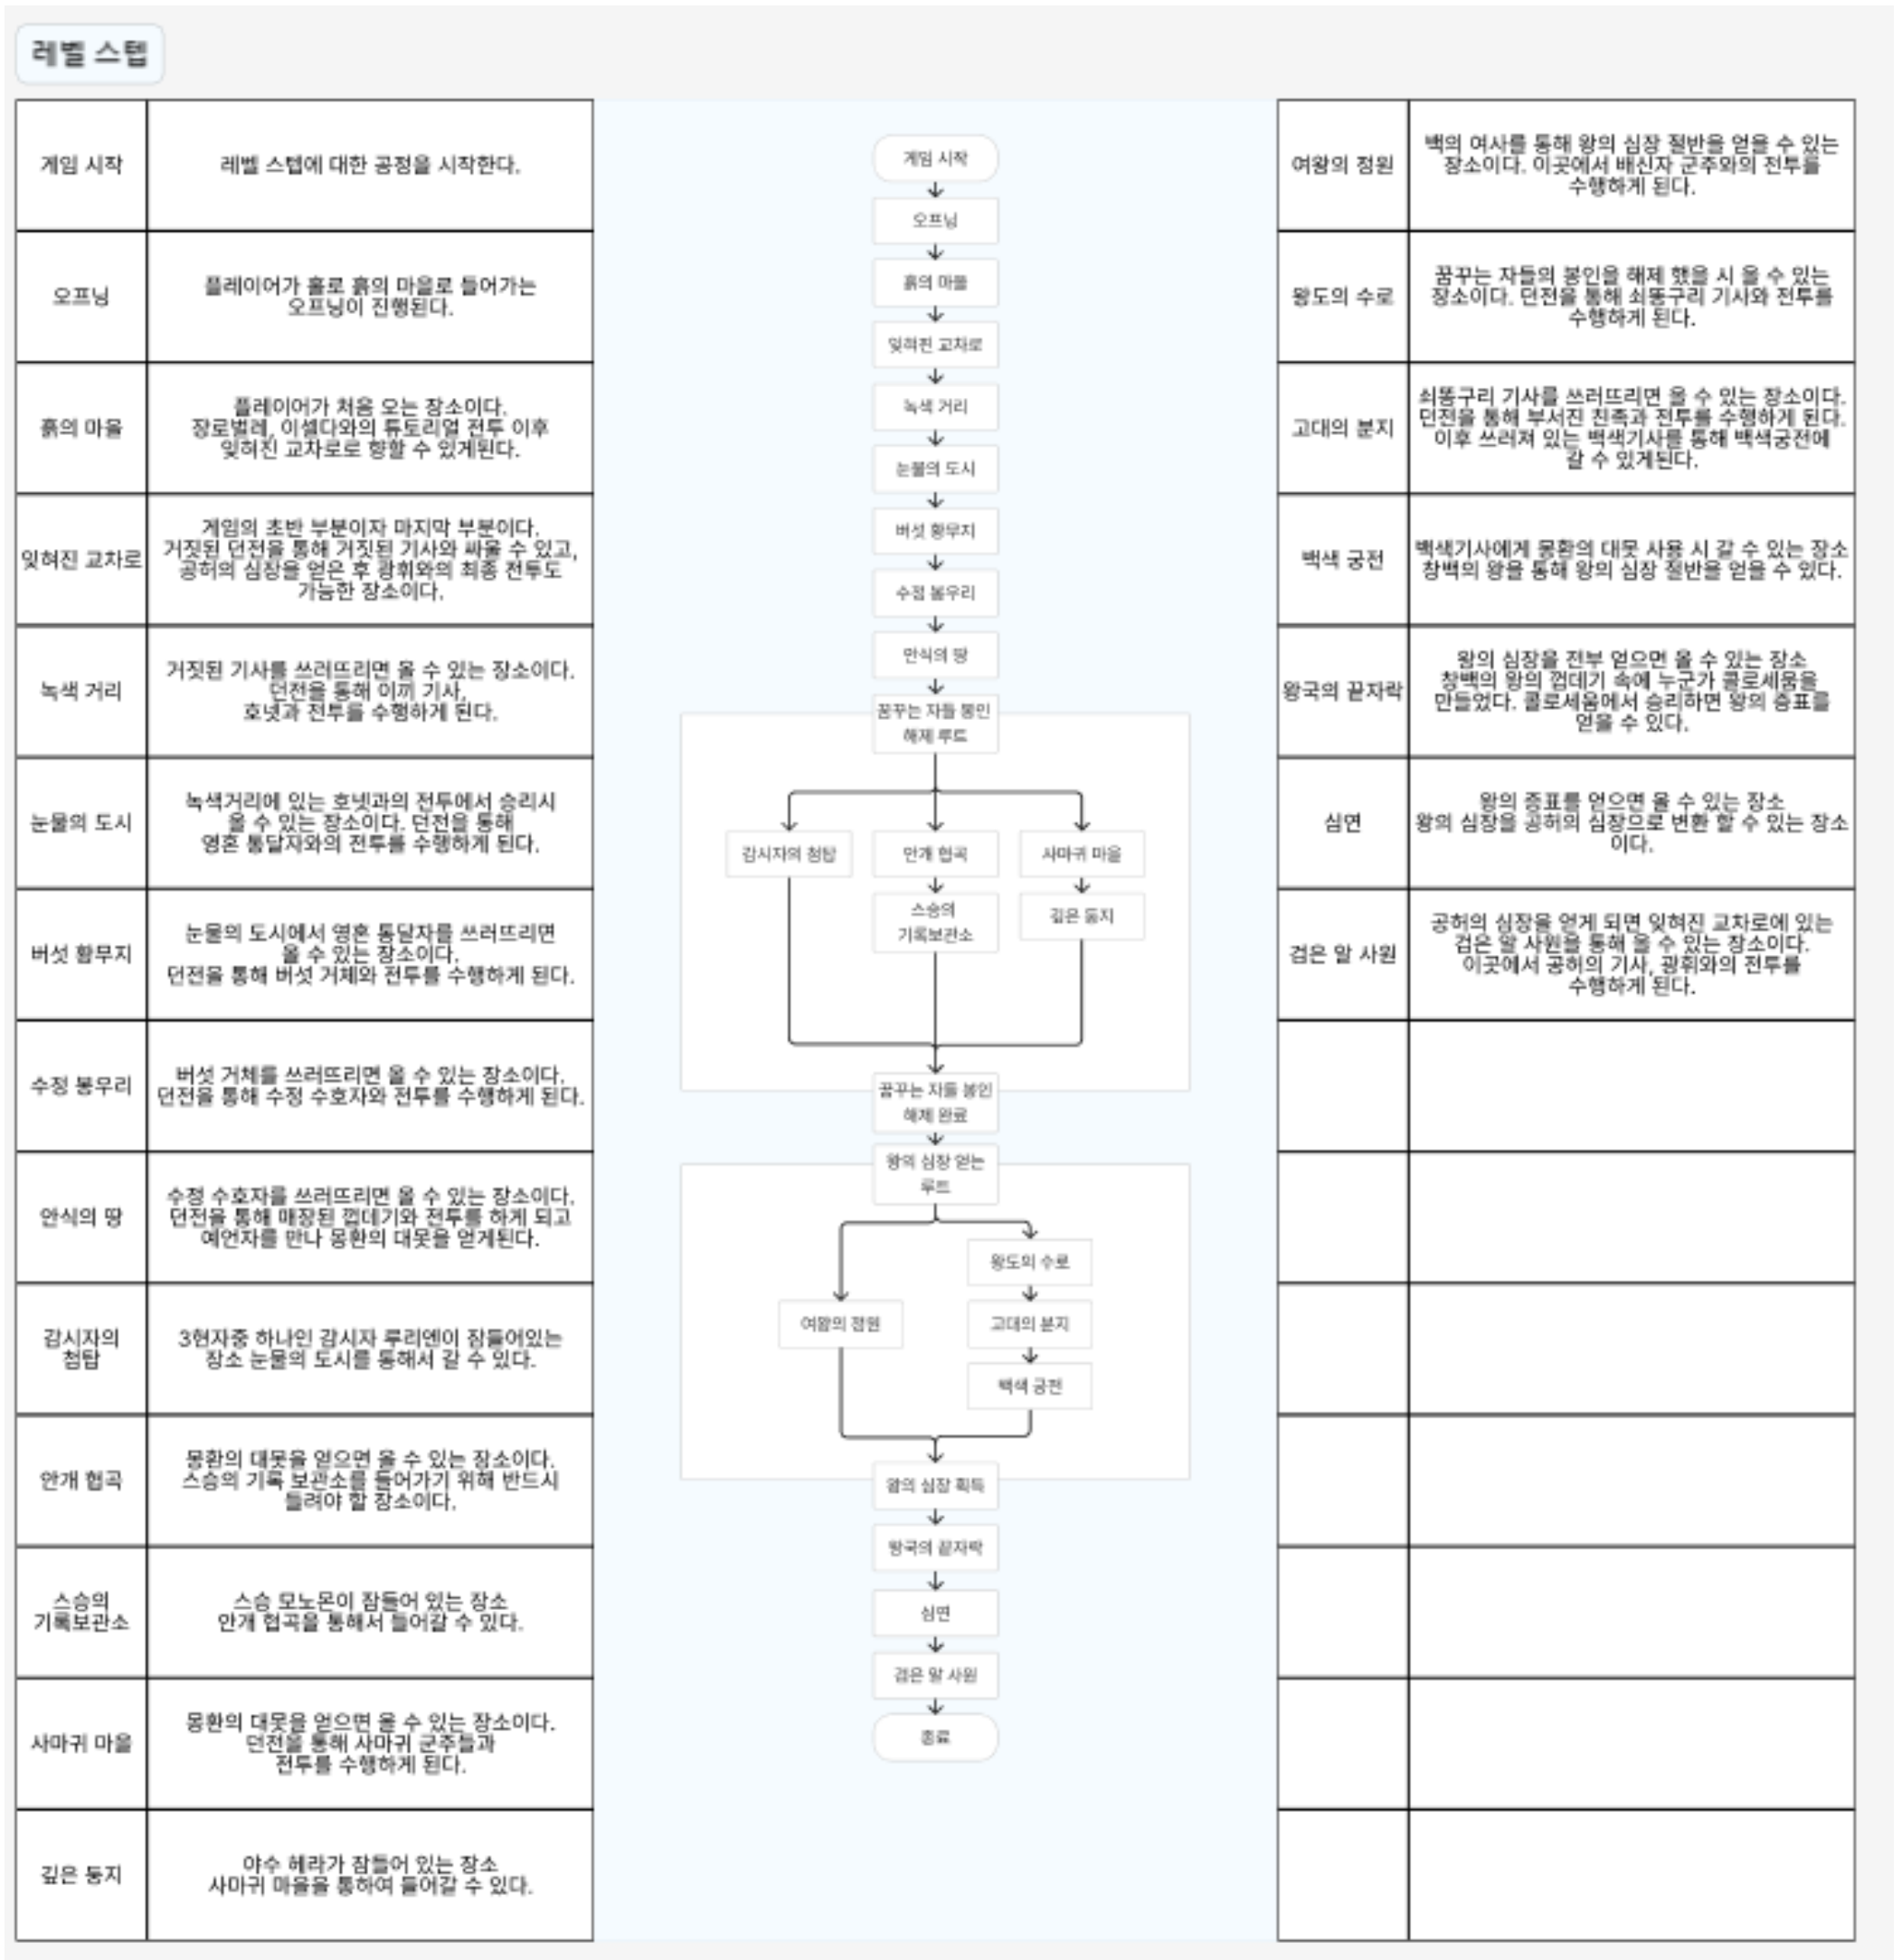 레벨 스텝
게임 시작
레벨 스텝에 대한 공정을 시작한다.
오프닝
플레이어가 홀로 흙의 마을로 들어가는
오프닝이 진행된다.
흙의 마을
플레이어가 처음 오는 장소이다.
장로벌레, 이셀다와의 튜토리얼 전투 이후
잊혀진 교차로로 향할 수 있게된다.
잊혀진 교차로
게임의 초반 부분이자 마지막 부분이다.
거짓된 던전을 통해 거짓된 기사와 싸울 수 있고,
공허의 심장을 얻은 후 광휘와의 최종 전투도
가능한 장소이다.
녹색 거리
거짓된 기사를 쓰러뜨리면 올 수 있는 장소이다.
던전을 통해 이끼 기사,
호넷과 전투를 수행하게 된다.
눈물의 도시
녹색거리에 있는 호넷과의 전투에서 승리시
올 수 있는 장소이다. 던전을 통해
영혼 통달자와의 전투를 수행하게 된다.
버섯 황무지
눈물의 도시에서 영혼 통달자를 쓰러뜨리면
올 수 있는 장소이다.
던전을 통해 버섯 거체와 전투를 수행하게 된다.
수정 봉우리
버섯 거체를 쓰러뜨리면 올 수 있는 장소이다.
던전을 통해 수정 수호자와 전투를 수행하게 된다.
안식의 땅
수정 수호자를 쓰러뜨리면 올 수 있는 장소이다.
던전을 통해 매장된 껍데기와 전투를 하게 되고
예언자를 만나 몽환의 대못을 얻게된다.
감시자의
첨탑
3현자중 하나인 감시자 루리엔이 잠들어있는
장소 눈물의 도시를 통해서 갈 수 있다.
안개 협곡
몽환의 대못을 얻으면 올 수 있는 장소이다.
스승의 기록 보관소를 들어가기 위해 반드시
들려야 할 장소이다.
스승의
기록보관소
스승 모노몬이 잠들어 있는 장소
안개 협곡을 통해서 들어갈 수 있다.
사마귀 마을
몽환의 대못을 얻으면 올 수 있는 장소이다.
던전을 통해 사마귀 군주들과
전투를 수행하게 된다.
깊은 둥지
야수 헤라가 잠들어 있는 장소
사마귀 마을을 통하여 들어갈 수 있다.
게임 시작
오프닝
흙의 마을
잊혀진 교차로
녹색 거리
눈물의 도시
버섯 황무지
수정 봉우리
안식의 땅
꿈꾸는 자들 봉인
해제 루트
감시자의 첨탑
안개 협곡
사마귀 마을
스승의
기록보관소
깊은 둥지
꿈꾸는 자들 봉인
해제 완료
왕의 심장 얻는
루트
왕도의 수로
여왕의 정원
고대의 분지
백색 궁전
왕의 심장 획득
왕국의 끝자락
심연
검은 알 사원
종료
여왕의 정원
백의 여사를 통해 왕의 심장 절반을 얻을 수 있는
장소이다. 이곳에서 배신자 군주와의 전투를
수행하게 된다.
왕도의 수로
꿈꾸는 자들의 봉인을 해제 했을 시 올 수 있는
장소이다. 던전을 통해 쇠똥구리 기사와 전투를
수행하게 된다.
고대의 분지
쇠똥구리 기사를 쓰러뜨리면 올 수 있는 장소이다.
던전을 통해 부서진 친족과 전투를 수행하게 된다.
이후 쓰러져 있는 백색기사를 통해 백색궁전에
갈 수 있게된다.
백색 궁전
백색기사에게 몽환의 대못 사용 시 갈 수 있는 장소
창백의 왕을 통해 왕의 심장 절반을 얻을 수 있다.
왕국의 끝자락
왕의 심장을 전부 얻으면 올 수 있는 장소
창백의 왕의 껍데기 속에 누군가 콜로세움을
만들었다. 콜로세움에서 승리하면 왕의 증표를
얻을 수 있다.
심연
왕의 증표를 얻으면 올 수 있는 장소
왕의 심장을 공허의 심장으로 변환 할 수 있는 장소
이다.
검은 알 사원
공허의 심장을 얻게 되면 잊혀진 교차로에 있는
검은 알 사원을 통해 올 수 있는 장소이다.
이곳에서 공허의 기사, 광휘와의 전투를
수행하게 된다.